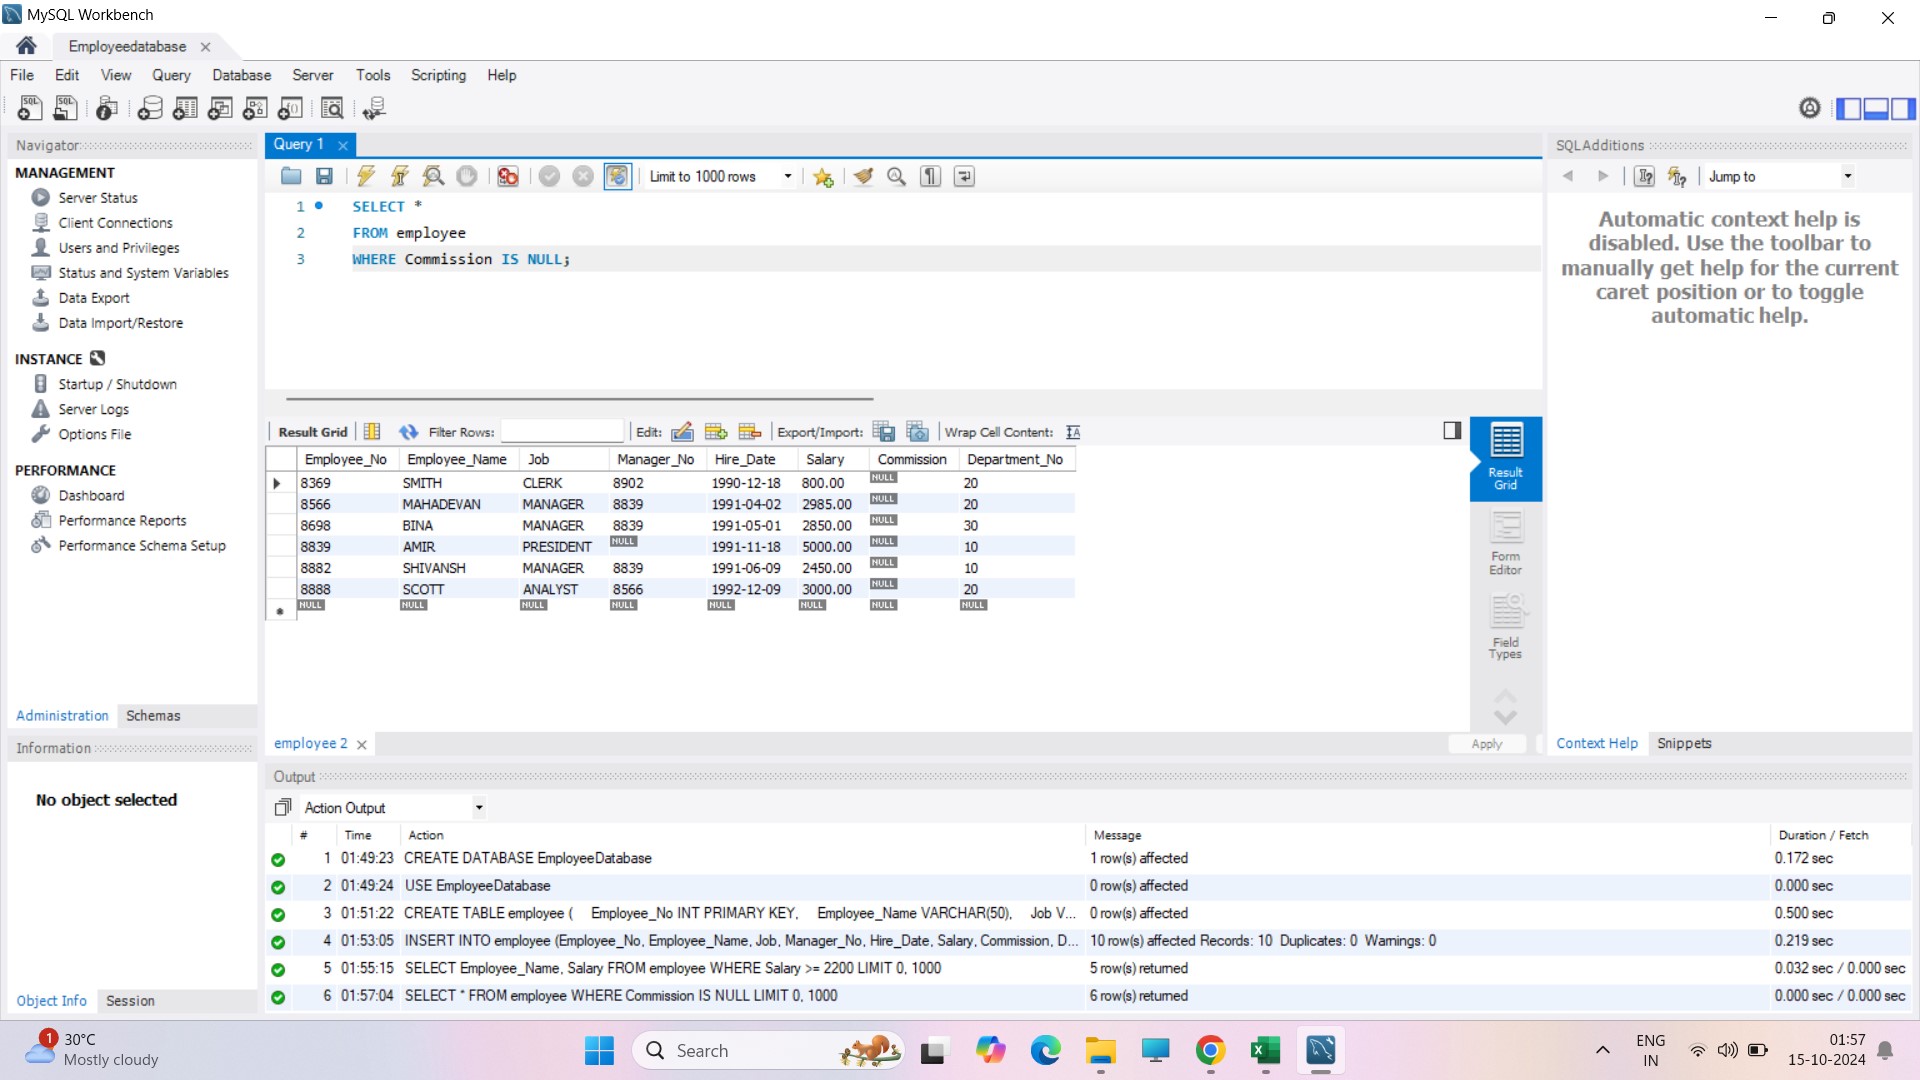 MySQL Workbench
Employeedatabase
File Edit View Query Database Server Tools Scripting Help
Navigator
MANAGEMENT
Server Status
Client Connections
Users and Privileges
Status and System Variables
Data Export
Data Import/Restore
INSTANCE
Startup / Shutdown
Server Logs
Options File
PERFORMANCE
Dashboard
Performance Reports
Performance Schema Setup
Administration Schemas
Information
No object selected
Object Info Session
Query 1
Limit to 1000 rows
1 SELECT *
2 FROM employee
3 WHERE Commission IS NULL;
Result Grid Filter Rows: Edit: Export/Import: Wrap Cell Content: IA
Employee_No Employee_Name Job Manager_No Hire_Date Salary Commission Department_No
8369 SMITH CLERK 8902 1990-12-18 800.00 NULL 20
8566 MAHADEVAN MANAGER 8839 1991-04-02 2985.00 NULL 20
8698 BINA MANAGER 8839 1991-05-01 2850.00 NULL 30
8839 AMIR PRESIDENT NULL 1991-11-18 5000.00 NULL 10
8882 SHIVANSH MANAGER 8839 1991-06-09 2450.00 NULL 10
8888 SCOTT ANALYST 8566 1992-12-09 3000.00 NULL 20
NULL NULL NULL NULL NULL NULL NULL NULL
Result
Grid
Form
Editor
Field
Types
employee 2
Apply
SQLAdditions
Jump to
Automatic context help is
disabled. Use the toolbar to
manually get help for the current
caret position or to toggle
automatic help.
Context Help Snippets
Output
Action Output
# Time Action Message Duration / Fetch
1 01:49:23 CREATE DATABASE EmployeeDatabase 1 row(s) affected 0.172 sec
2 01:49:24 USE EmployeeDatabase 0 row(s) affected 0.000 sec
3 01:51:22 CREATE TABLE employee ( Employee_No INT PRIMARY KEY, Employee_Name VARCHAR(50), Job V... 0 row(s) affected 0.500 sec
4 01:53:05 INSERT INTO employee (Employee_No, Employee_Name, Job, Manager_No, Hire_Date, Salary, Commission, D... 10 row(s) affected Records: 10 Duplicates: 0 Warnings: 0 0.219 sec
5 01:55:15 SELECT Employee_Name, Salary FROM employee WHERE Salary >= 2200 LIMIT 0, 1000 5 row(s) returned 0.032 sec / 0.000 sec
6 01:57:04 SELECT * FROM employee WHERE Commission IS NULL LIMIT 0, 1000 6 row(s) returned 0.000 sec / 0.000 sec
1
30°C
Mostly cloudy
Search
ENG
IN
01:57
15-10-2024